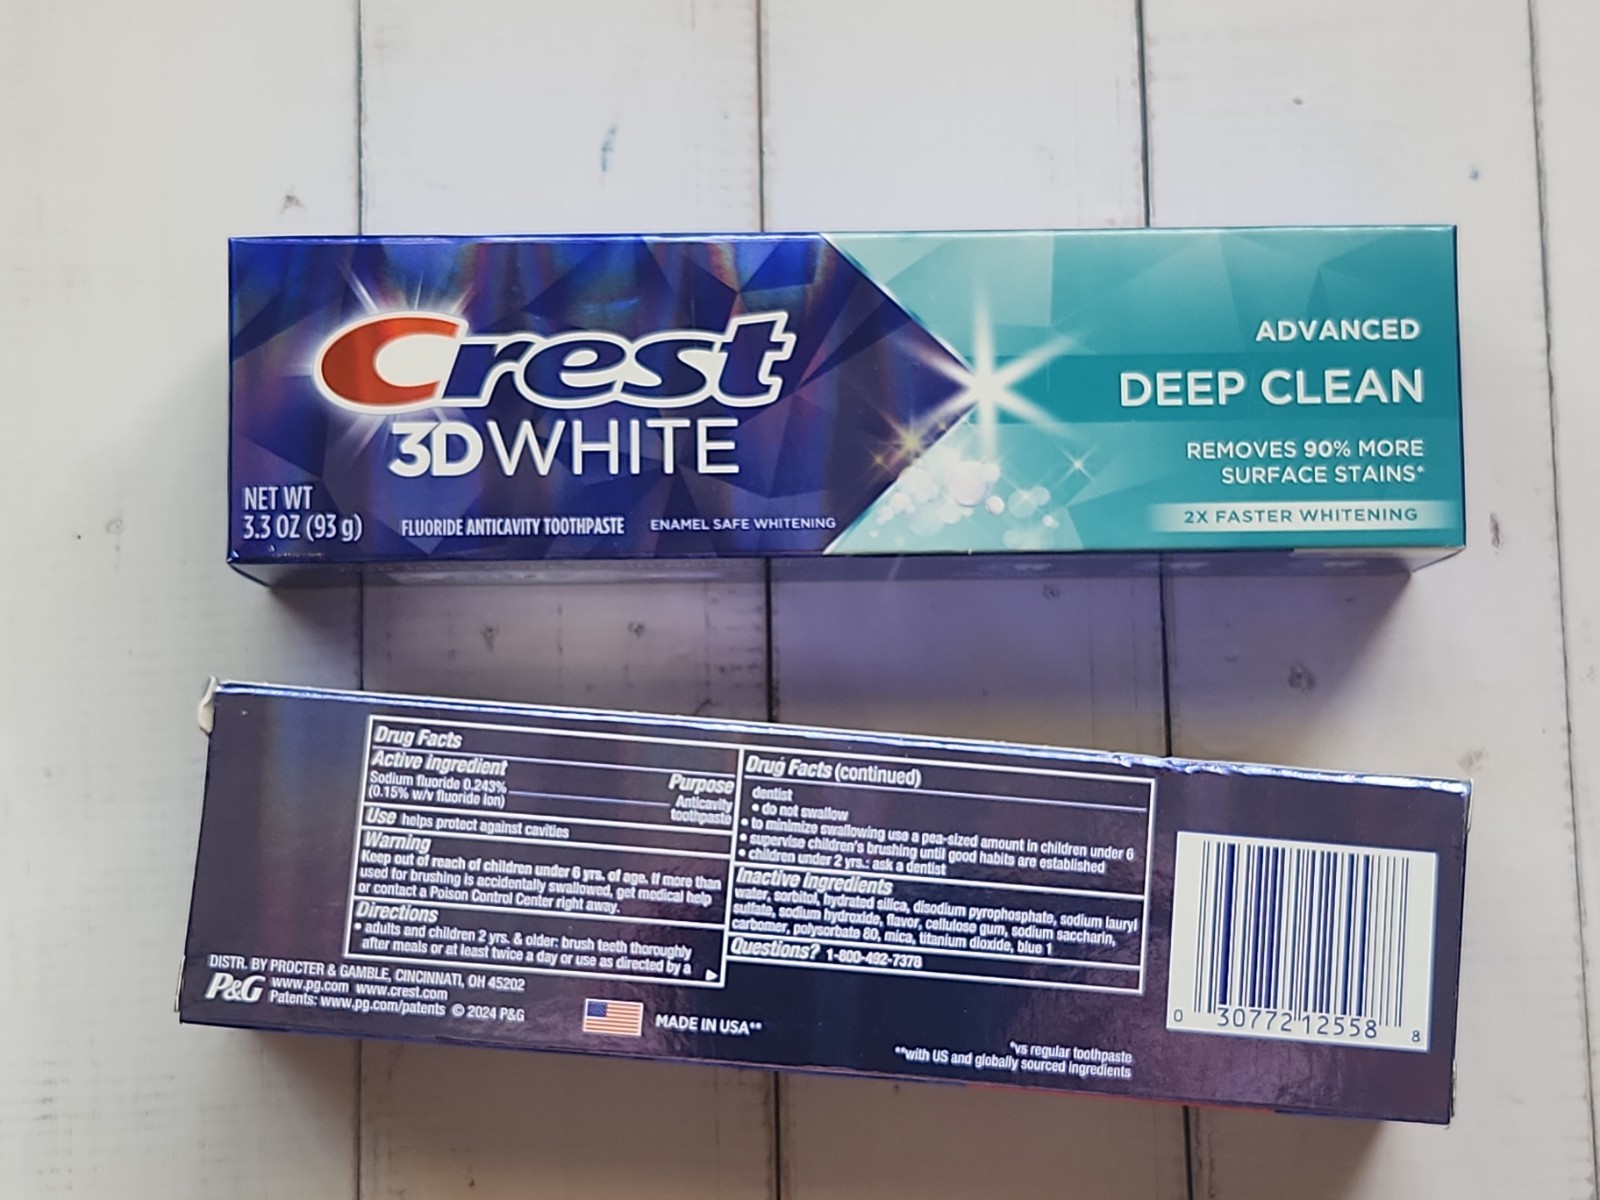 Crest
3DWHITE
NET WT
3.3 OZ (93 g)
FLUORIDE ANTICAVITY TOOTHPASTE
ENAMEL SAFE WHITENING
ADVANCED
DEEP CLEAN
REMOVES 90% MORE
SURFACE STAINS*
2X FASTER WHITENING
Drug Facts
Active ingredient Purpose
Sodium fluoride 0.243% Anticavity
(0.15% w/v fluoride ion) toothpaste
Use helps protect against cavities
Warning
Keep out of reach of children under 6 yrs. of age. If more than
used for brushing is accidentally swallowed, get medical help
or contact a Poison Control Center right away.
Directions
• adults and children 2 yrs. & older: brush teeth thoroughly
after meals or at least twice a day or use as directed by a
Drug Facts (continued)
dentist
• do not swallow
• to minimize swallowing use a pea-sized amount in children under 6
• supervise children's brushing until good habits are established
• children under 2 yrs.: ask a dentist
Inactive ingredients
water, sorbitol, hydrated silica, disodium pyrophosphate, sodium lauryl
sulfate, sodium hydroxide, flavor, cellulose gum, sodium saccharin,
carbomer, polysorbate 80, mica, titanium dioxide, blue 1
Questions? 1-800-492-7378
DISTR. BY PROCTER & GAMBLE, CINCINNATI, OH 45202
P&G
www.pg.com www.crest.com
Patents: www.pg.com/patents © 2024 P&G
MADE IN USA**
*vs regular toothpaste
**with US and globally sourced ingredients
0 30772 12558 8